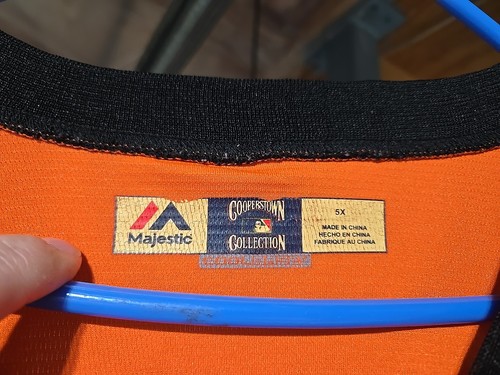 Majestic
COOPERSTOWN
COLLECTION
5X
MADE IN CHINA
HECHO EN CHINA
FABRIQUE AU CHINA